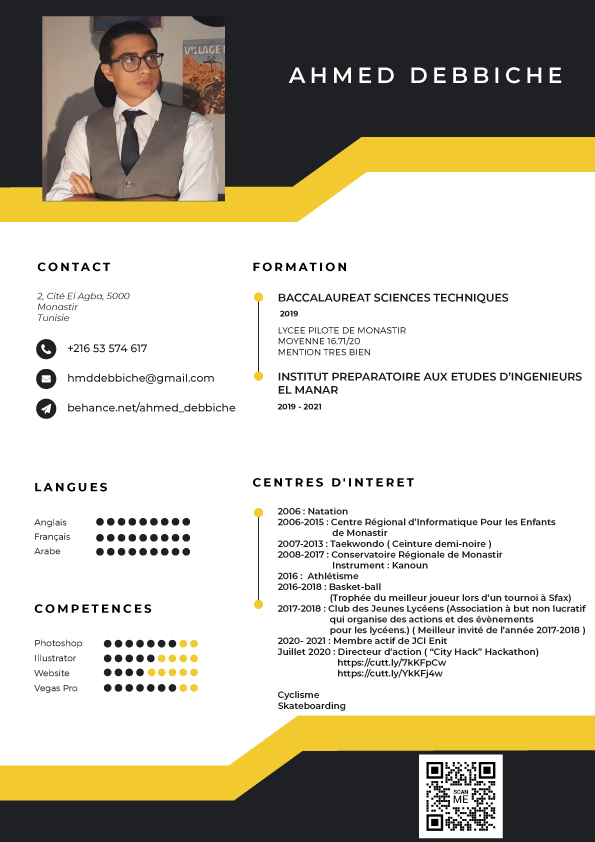 VILLAGE
AHMED DEBBICHE
CONTACT
2, Cité El Agba, 5000
Monastir
Tunisie
+216 53 574 617
hmddebbiche@gmail.com
behance.net/ahmed_debbiche
FORMATION
BACCALAUREAT SCIENCES TECHNIQUES
2019
LYCEE PILOTE DE MONASTIR
MOYENNE 16.71/20
MENTION TRES BIEN
INSTITUT PREPARATOIRE AUX ETUDES D'INGENIEURS
EL MANAR
2019 - 2021
LANGUES
Anglais
Français
Arabe
COMPETENCES
Photoshop
Illustrator
Website
Vegas Pro
CENTRES D'INTERET
2006 : Natation
2006-2015 : Centre Régional d'Informatique Pour les Enfants
de Monastir
2007-2013 : Taekwondo ( Ceinture demi-noire )
2008-2017 : Conservatoire Régionale de Monastir
Instrument : Kanoun
2016 : Athlétisme
2016-2018 : Basket-ball
(Trophée du meilleur joueur lors d'un tournoi à Sfax)
2017-2018 : Club des Jeunes Lycéens (Association à but non lucratif
qui organise des actions et des évènements
pour les lycéens.) ( Meilleur invité de l'année 2017-2018 )
2020- 2021 : Membre actif de JCI Enit
Juillet 2020 : Directeur d'action ( "City Hack" Hackathon)
https://cutt.ly/7kKFpCw
https://cutt.ly/YkKFj4w
Cyclisme
Skateboarding
SCAN
ME